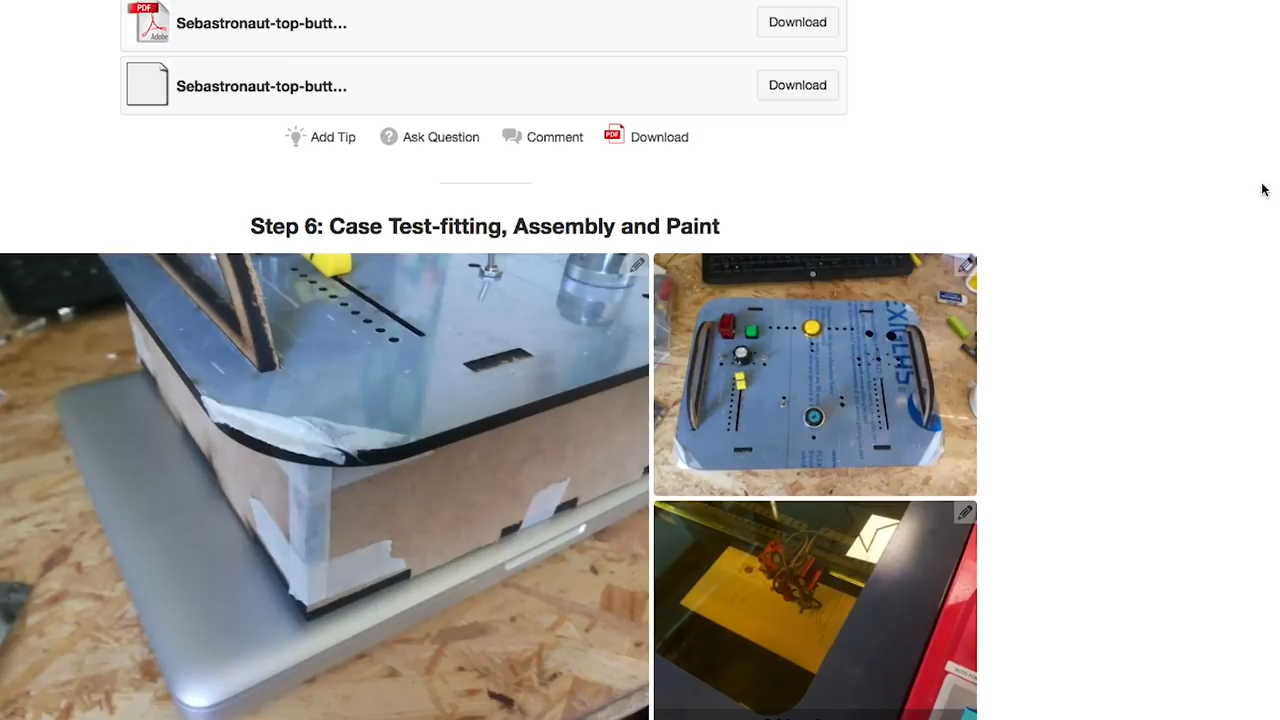 PDF
Adobe
Sebastronaut-top-butt...
Download
Sebastronaut-top-butt...
Download
Add Tip
Ask Question
Comment
PDF
Download
Step 6: Case Test-fitting, Assembly and Paint